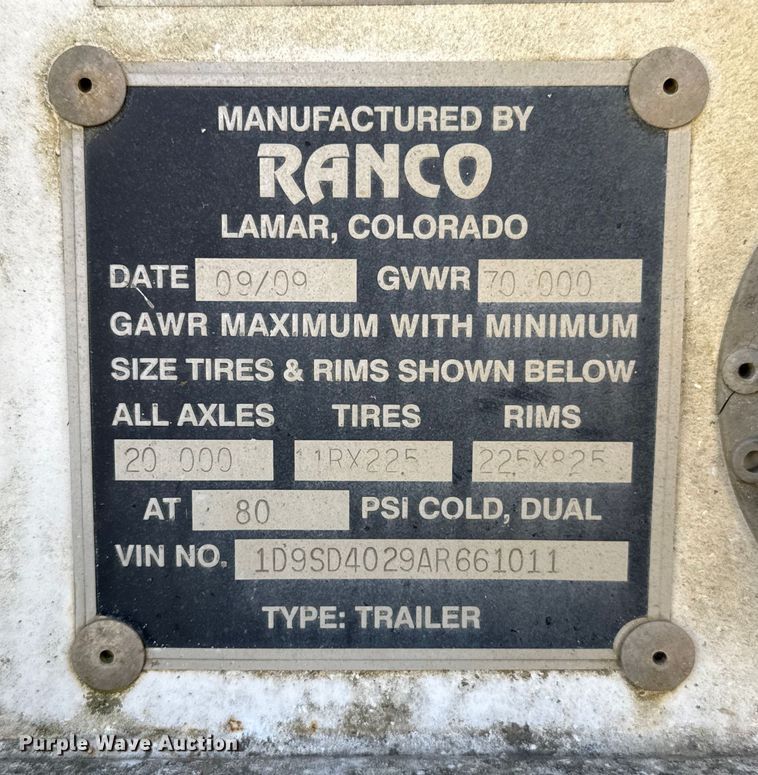 MANUFACTURED BY
RANCO
LAMAR, COLORADO
DATE 09/09 GVWR 70 000
GAWR MAXIMUM WITH MINIMUM
SIZE TIRES & RIMS SHOWN BELOW
ALL AXLES TIRES RIMS
20 000 11RX225 225X825
AT 80 PSI COLD, DUAL
VIN NO. 1D9SD4029AR661011
TYPE: TRAILER
Purple Wave Auction